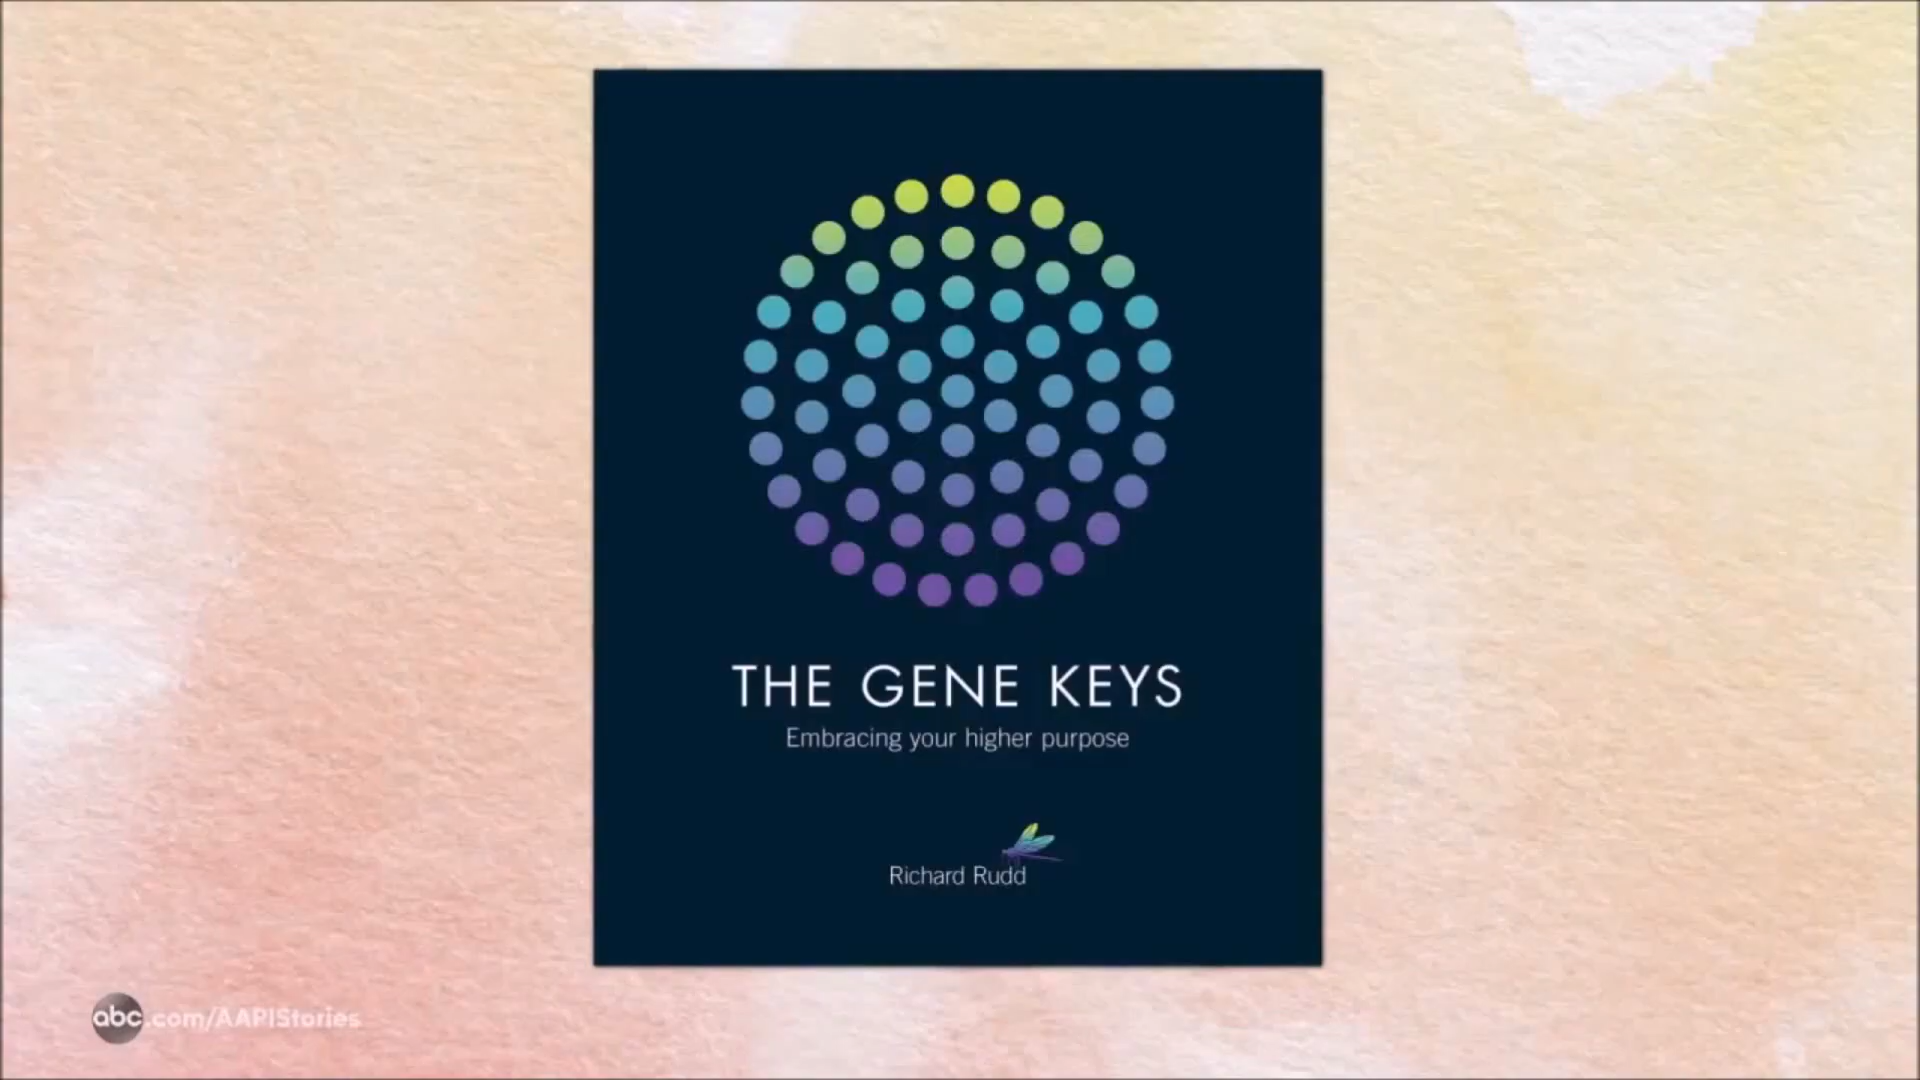 THE GENE KEYS
Embracing your higher purpose
Richard Rudd
abc.com/AAPIStories